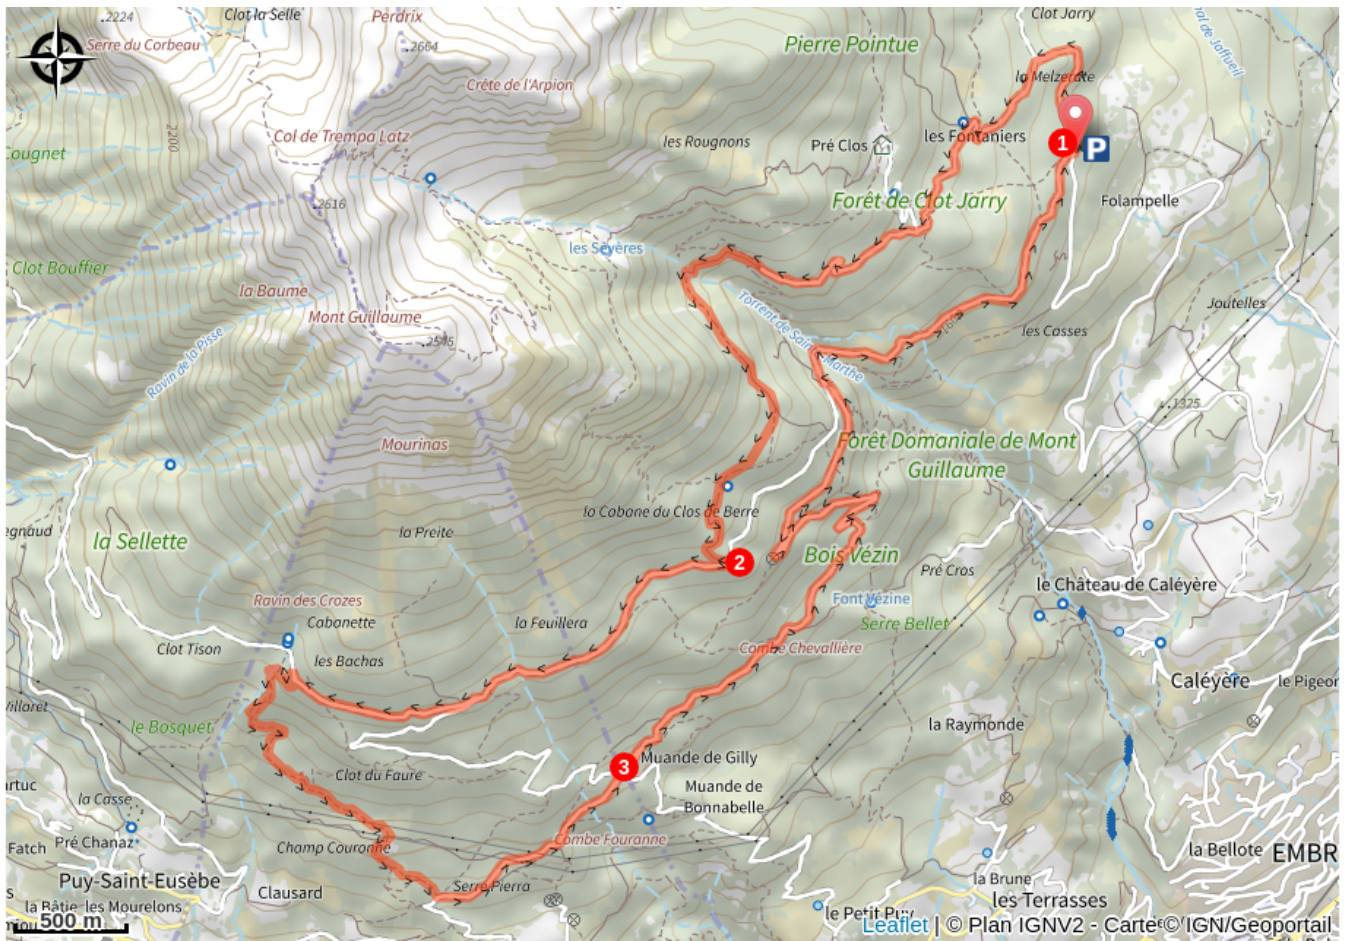 2224
Clot la Selle
Perdrix
Clot Jarry
Serre du Corbeau
2664
Pierre Pointue
Crête de l'Arpion
la Melzerate
2200
Col de Trempa Latz
les Rougnons
Pré Clos
les Fontaniers
1
P
2616
Forêt de Clot Jarry
Folampelle
les Sévères
Clot Bouffier
la Baume
Mont Guillaume
Joutelles
Torrent de Sainte Marthe
les Casses
2545
Ravin de la Pisse
1325
Mourinas
Forêt Domaniale de Mont
Guillaume
la Cabane du Clos de Berre
la Sellette
la Preite
2
Bois Vézin
Pré Cros
le Château de Caléyère
Ravin des Crozes
Cabanette
Font Vézine
la Feuillera
Serre Bellet
Clot Tison
les Bachas
Combe Chevallière
Caléyère
le Pigeor
le Bosquet
la Raymonde
3
Muande de Gilly
Clot du Faure
Muande de
Bonnabelle
la Casse
Pré Chanaz
Fatch
Champ Couronne
Combe Fouranne
la Bellote
EMBR
Puy-Saint-Eusèbe
Clausard
Serre Pierra
la Brune
les Terrasses
la Bâtie
les Mourelons
le Petit Puy
500 m
Leaflet | © Plan IGNV2 - Carte © IGN/Geoportail